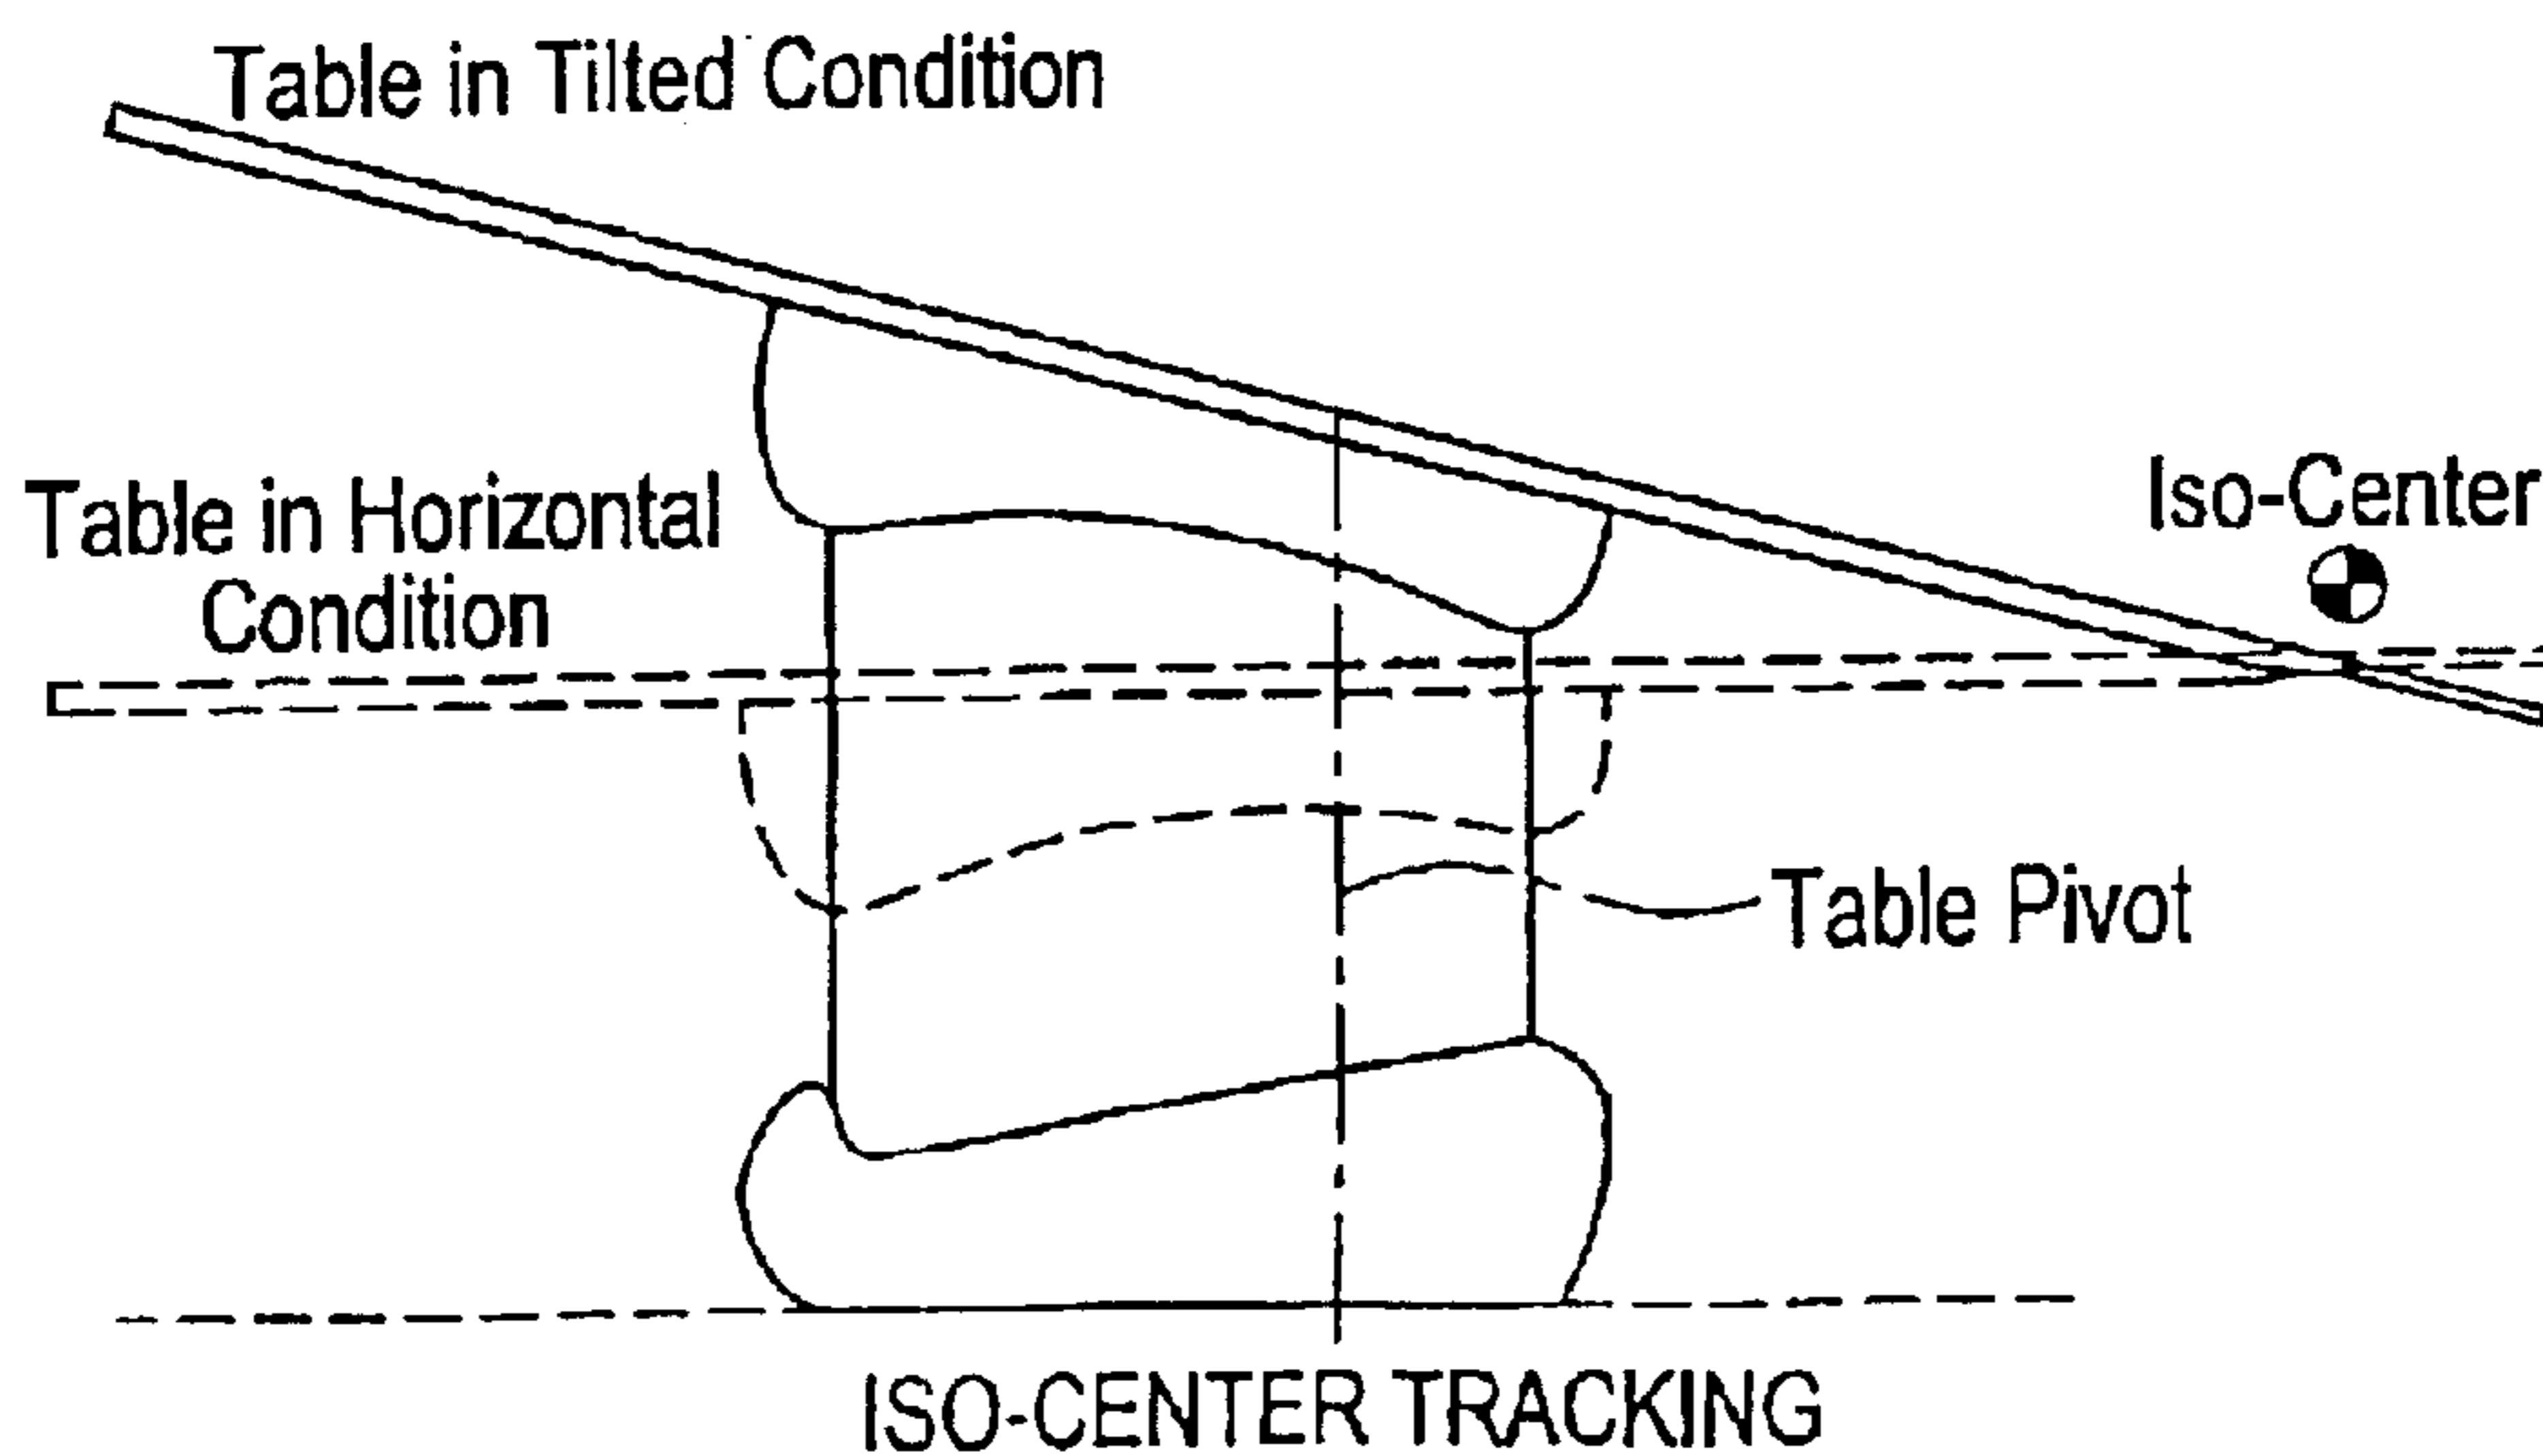 Table in Tilted Condition
Table in Horizontal
Condition
Iso-Center
Table Pivot
ISO-CENTER TRACKING